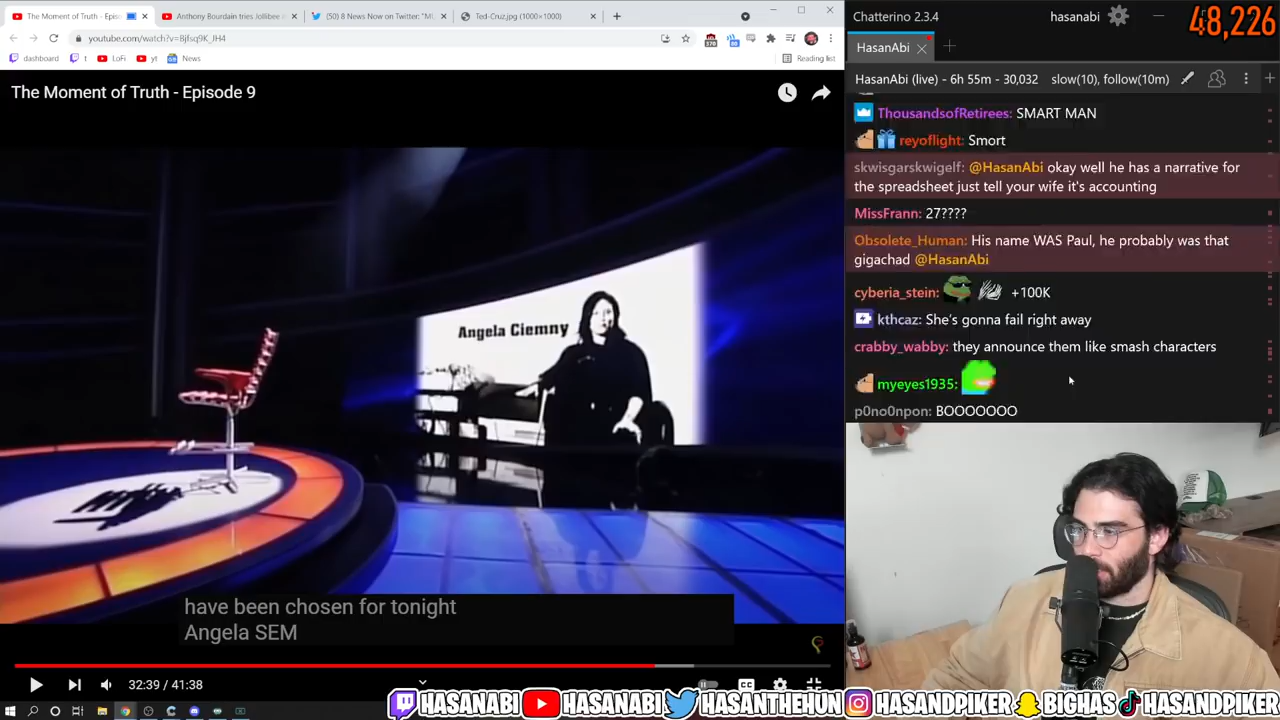 The Moment of Truth - Epis
Anthony Bourdain tries Jollibee
(50) 8 News Now on Twitter: "M
Ted-Cruz.jpg (1000×1000)
youtube.com/watch?v=Bjfsq9K_JH4
dashboard
t
LoFi
yt
News
Reading list
The Moment of Truth - Episode 9
Angela Ciemny
have been chosen for tonight
Angela SEM
32:39 / 41:38
CC
Chatterino 2.3.4
hasanabi
48,226
HasanAbi
HasanAbi (live) - 6h 55m - 30,032 slow(10), follow(10m)
ThousandsofRetirees: SMART MAN
reyoflight: Smort
skwisgarskwigelf: @HasanAbi okay well he has a narrative for
the spreadsheet just tell your wife it's accounting
MissFrann: 27????
Obsolete_Human: His name WAS Paul, he probably was that
gigachad @HasanAbi
cyberia_stein: +100K
kthcaz: She's gonna fail right away
crabby_wabby: they announce them like smash characters
myeyes1935:
p0no0npon: BOOOOOOO
HASANABI HASANABI HASANTHEHUN HASANDPIKER BIGHAS HASANDPIKER